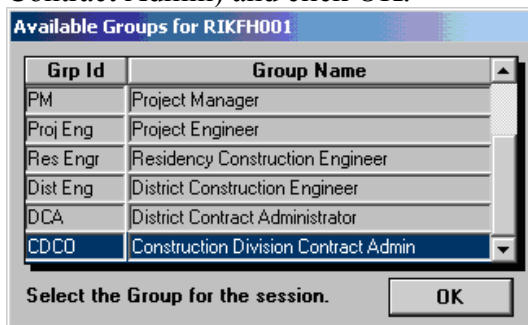 Contract Admin) and click OK.
Available Groups for RIKFH001
Grp Id Group Name
PM Project Manager
Proj Eng Project Engineer
Res Engr Residency Construction Engineer
Dist Eng District Construction Engineer
DCA District Contract Administrator
CDCO Construction Division Contract Admin
Select the Group for the session. OK